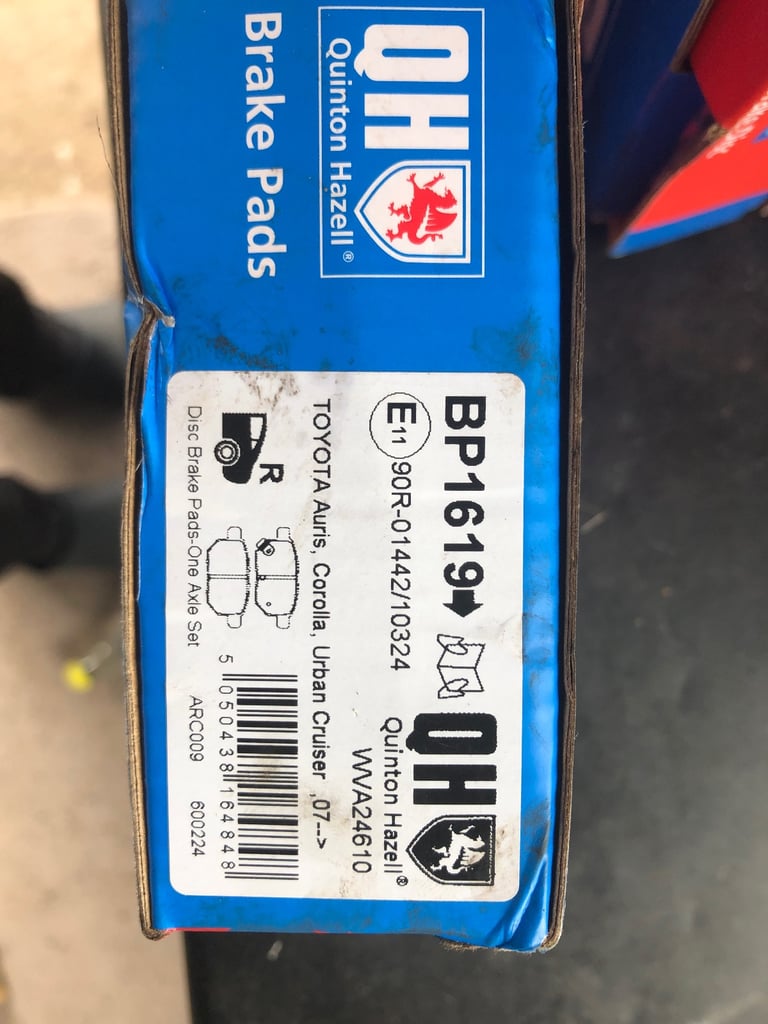 QH
Quinton Hazell®
Brake Pads
BP1619
QH
Quinton Hazell®
E11 90R-01442/10324
WVA24610
TOYOTA Auris, Corolla, Urban Cruiser ,07-->
R
5 050438 164848
Disc Brake Pads-One Axle Set
ARC009
600224